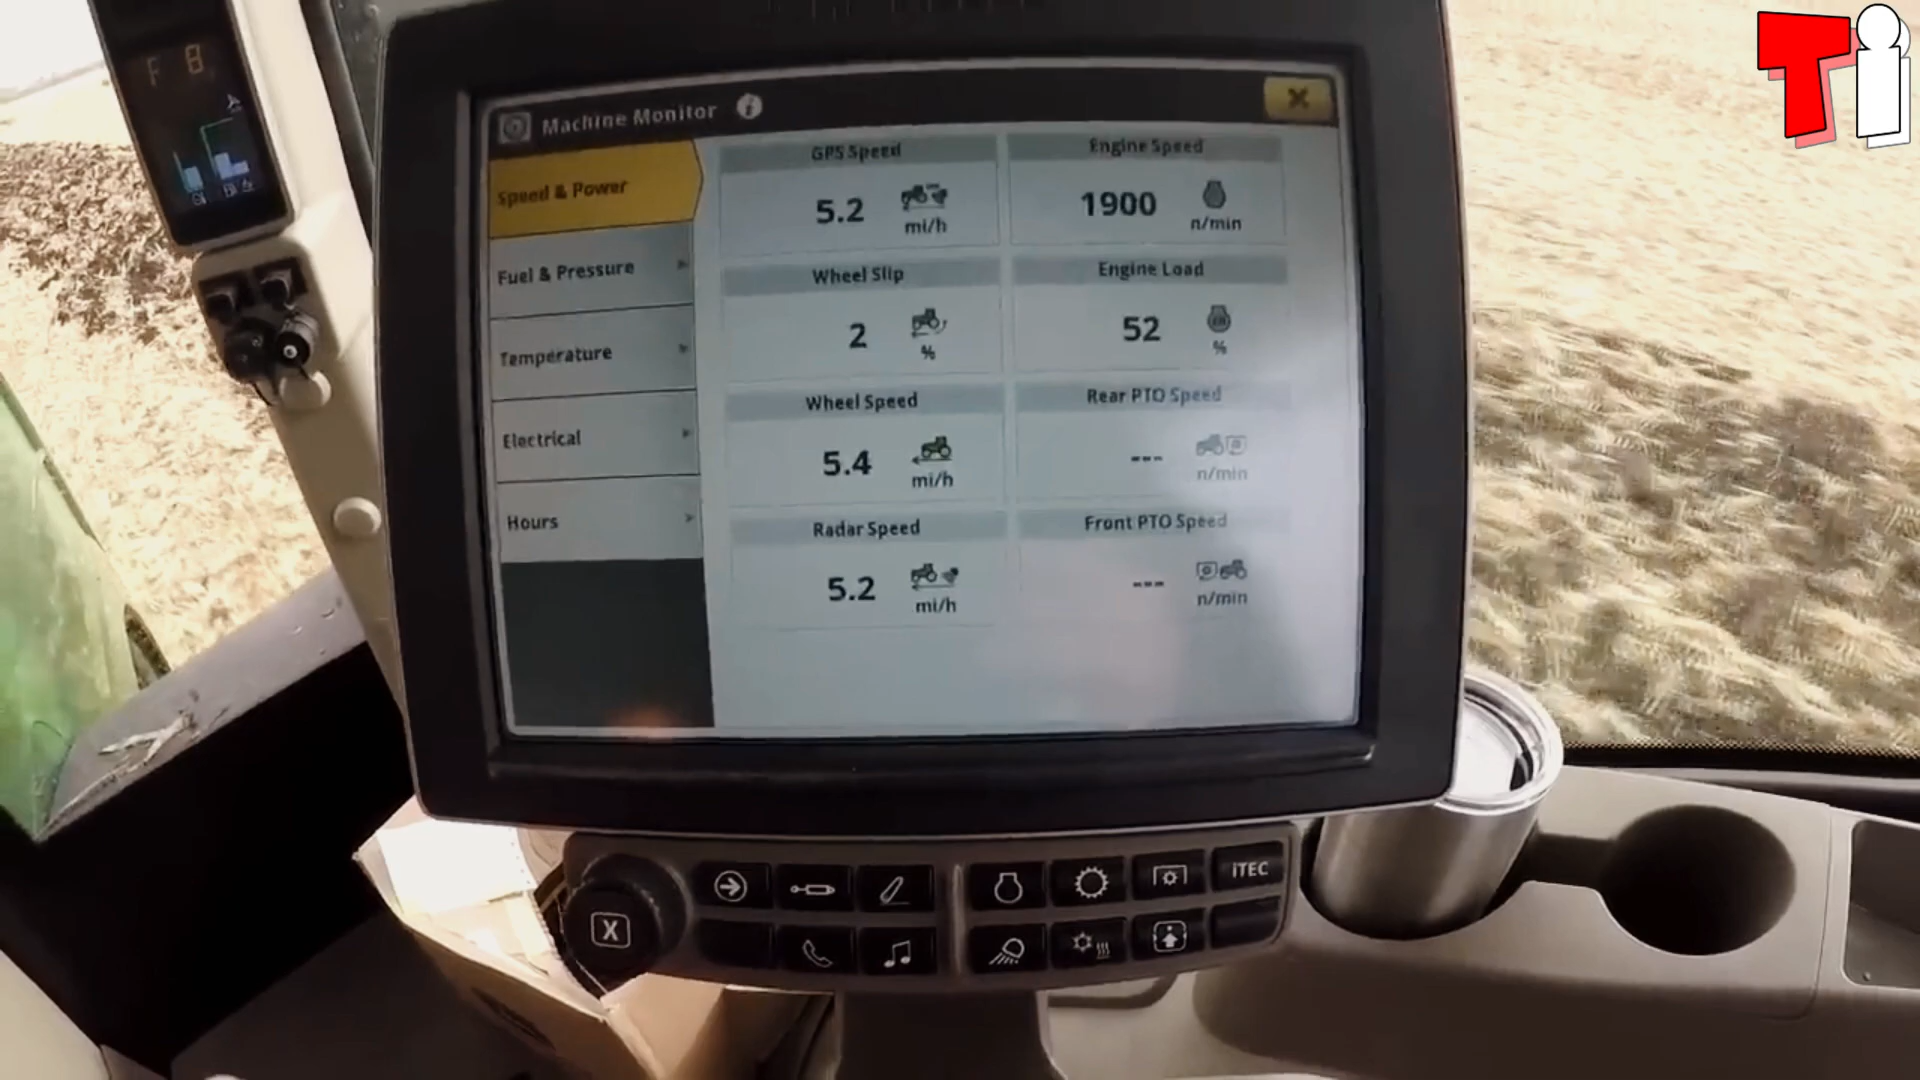 F 8
Ti
Machine Monitor i X
Speed & Power
Fuel & Pressure
Temperature
Electrical
Hours
GPS Speed
5.2
mi/h
Engine Speed
1900
n/min
Wheel Slip
2
%
Engine Load
52
%
Wheel Speed
5.4
mi/h
Rear PTO Speed
---
n/min
Radar Speed
5.2
mi/h
Front PTO Speed
---
n/min
iTEC
X